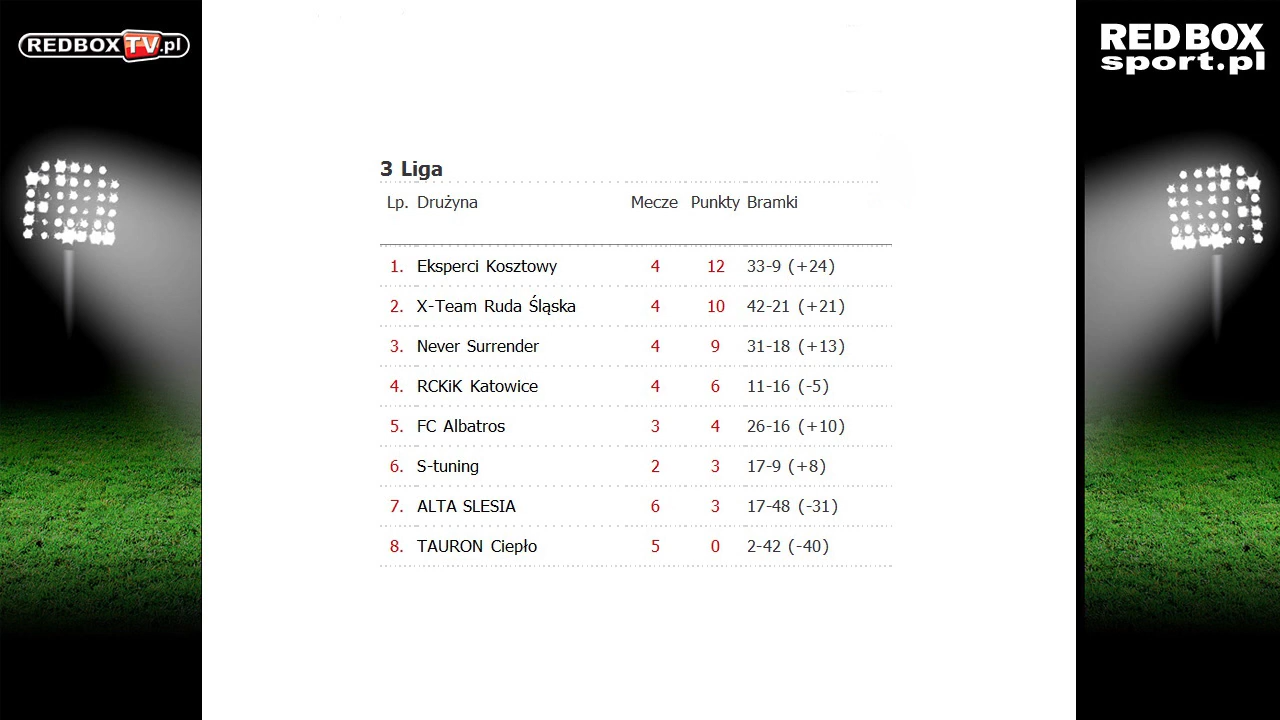 REDBOXTV.pl
RED BOX
sport.pl
3 Liga
Lp. Drużyna Mecze Punkty Bramki
1. Eksperci Kosztowy 4 12 33-9 (+24)
2. X-Team Ruda Śląska 4 10 42-21 (+21)
3. Never Surrender 4 9 31-18 (+13)
4. RCKiK Katowice 4 6 11-16 (-5)
5. FC Albatros 3 4 26-16 (+10)
6. S-tuning 2 3 17-9 (+8)
7. ALTA SLESIA 6 3 17-48 (-31)
8. TAURON Ciepło 5 0 2-42 (-40)